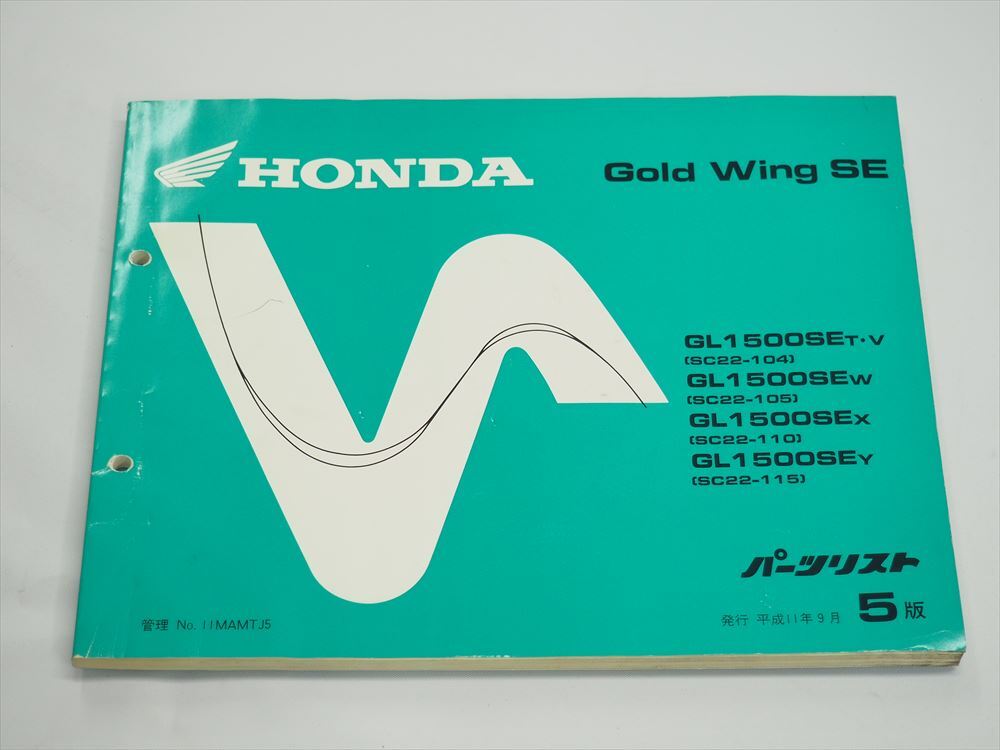 HONDA
Gold Wing SE
GL1500SET・V
(SC22-104)
GL1500SEW
(SC22-105)
GL1500SEX
(SC22-110)
GL1500SEY
(SC22-115)
パーツリスト
管理 No. 11MAMTJ5
発行 平成11年9月 5版